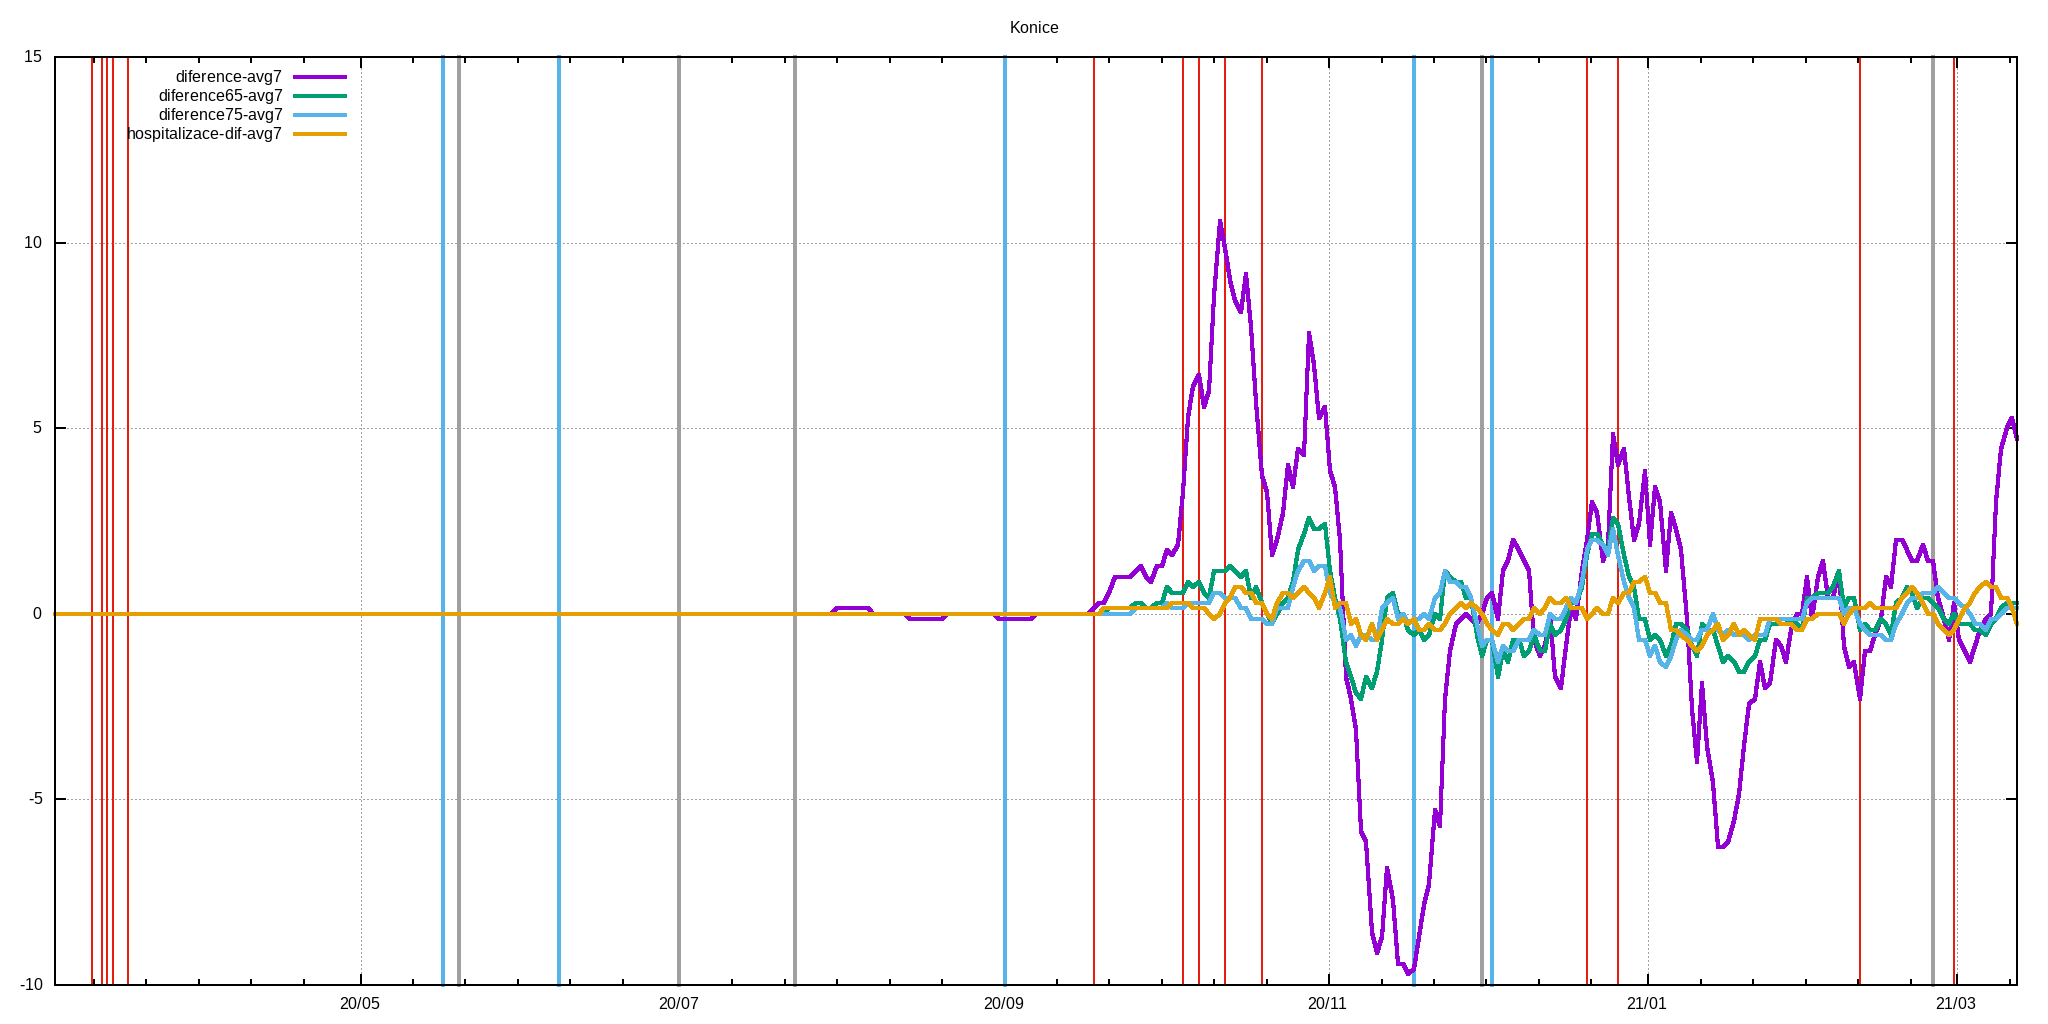 Konice
15
diference-avg7
diference65-avg7
diference75-avg7
hospitalizace-dif-avg7
10
5
0
-5
-10
20/05 20/07 20/09 20/11 21/01 21/03